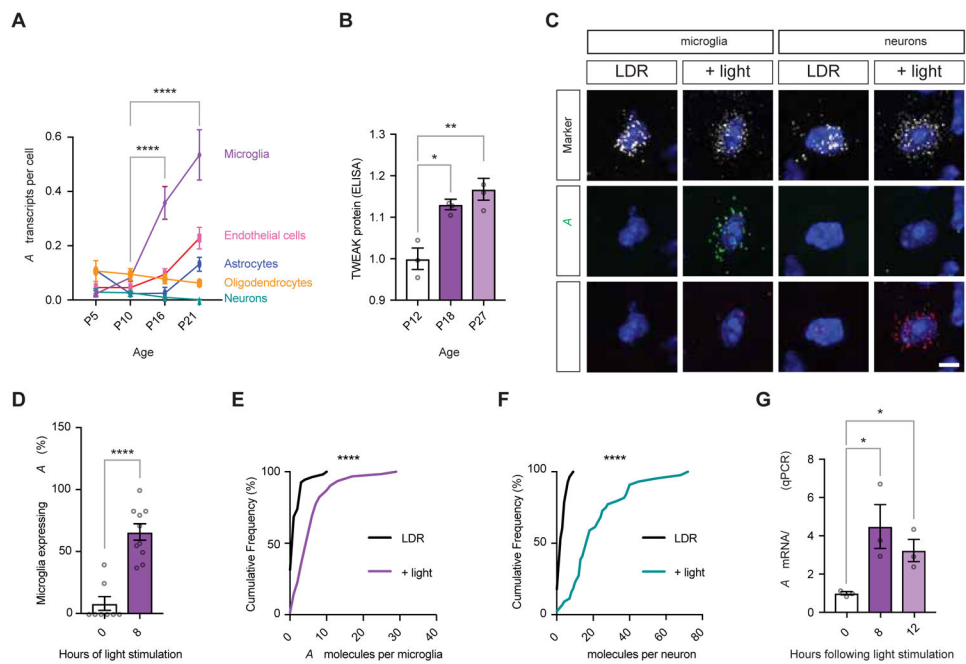 A
****
****
A transcripts per cell
0.6
0.4
0.2
0.0
Microglia
Endothelial cells
Astrocytes
Oligodendrocytes
Neurons
P5
P10
P16
P21
Age
B
**
*
TWEAK protein (ELISA)
1.3
1.2
1.1
1.0
0.9
P12
P18
P27
Age
C
microglia
neurons
LDR
+ light
LDR
+ light
Marker
A
D
Microglia expressing A (%)
150
100
50
0
****
0
8
Hours of light stimulation
E
****
Cumulative Frequency (%)
100
50
0
LDR
+ light
0
10
20
30
40
A molecules per microglia
F
****
Cumulative Frequency (%)
100
50
0
LDR
+ light
0
20
40
60
80
molecules per neuron
G
*
*
A mRNA/ (qPCR)
8
6
4
2
0
0
8
12
Hours following light stimulation